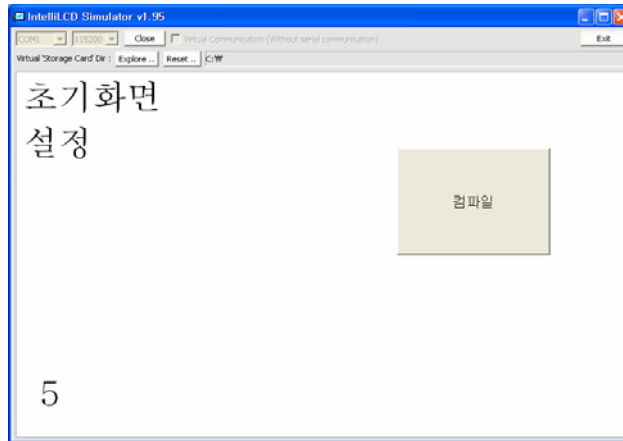 IntelliLCD Simulator v1.95
COM1 115200 Close Virtual Communication (Without serial communication) Exit
Virtual 'Storage Card' Dir : Explore .. Reset .. C:₩
초기화면
설정
컴파일
5